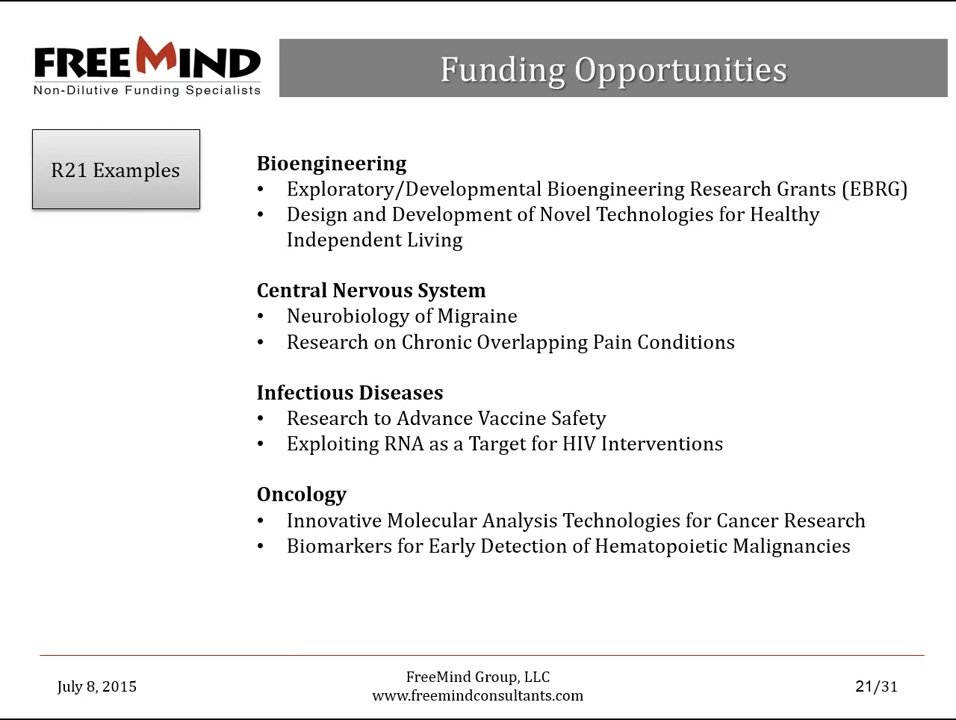 FREEMIND
Non-Dilutive Funding Specialists
Funding Opportunities
R21 Examples
Bioengineering
• Exploratory/Developmental Bioengineering Research Grants (EBRG)
• Design and Development of Novel Technologies for Healthy
Independent Living
Central Nervous System
• Neurobiology of Migraine
• Research on Chronic Overlapping Pain Conditions
Infectious Diseases
• Research to Advance Vaccine Safety
• Exploiting RNA as a Target for HIV Interventions
Oncology
• Innovative Molecular Analysis Technologies for Cancer Research
• Biomarkers for Early Detection of Hematopoietic Malignancies
July 8, 2015
FreeMind Group, LLC
www.freemindconsultants.com
21/31